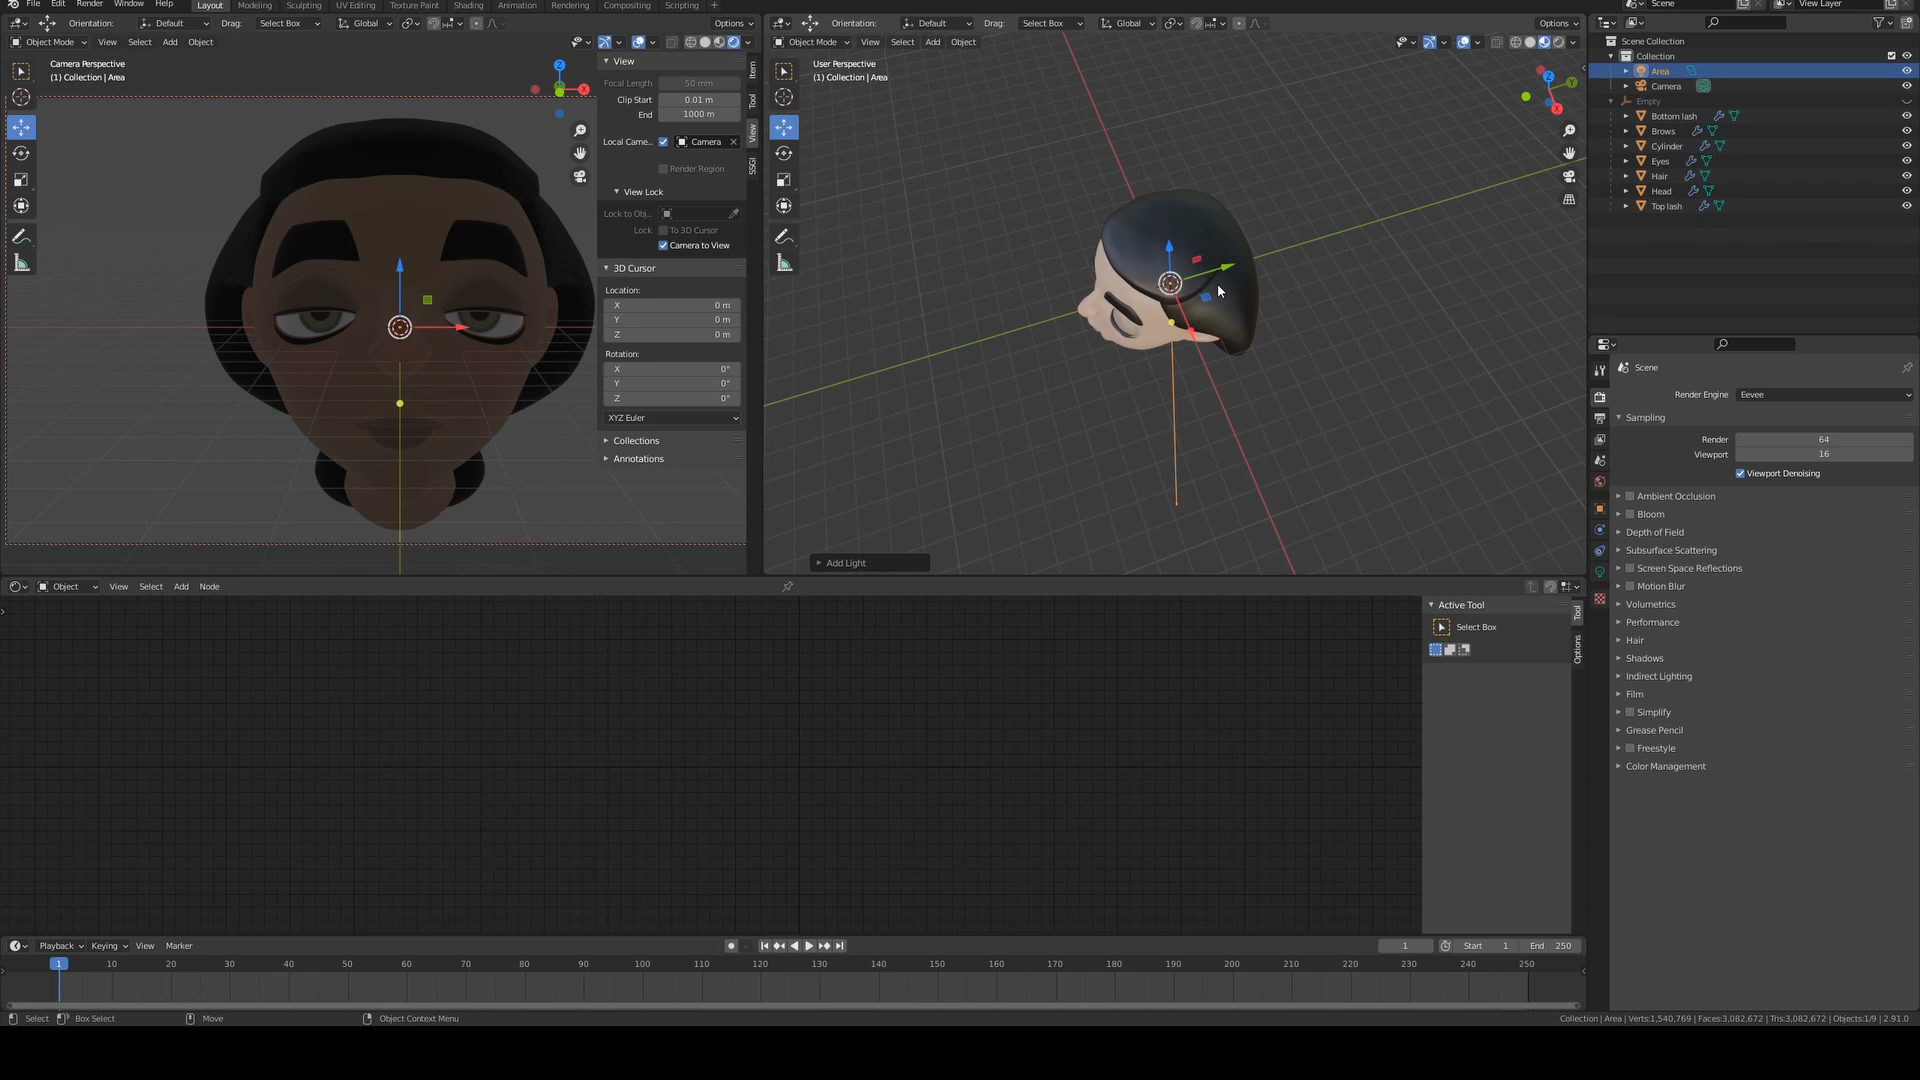 File Edit Render Window Help Layout Modeling Sculpting UV Editing Texture Paint Shading Animation Rendering Compositing Scripting + Scene View Layer
Orientation: Default Drag: Select Box Global Options
Object Mode View Select Add Object
Camera Perspective
(1) Collection | Area
Z
X
View
Focal Length 50 mm
Clip Start 0.01 m
End 1000 m
Local Came... Camera
Render Region
View Lock
Lock to Obj...
Lock To 3D Cursor
Camera to View
3D Cursor
Location:
X 0 m
Y 0 m
Z 0 m
Rotation:
X 0°
Y 0°
Z 0°
XYZ Euler
Collections
Annotations
Item
Tool
View
SSGI
Orientation: Default Drag: Select Box Global Options
Object Mode View Select Add Object
User Perspective
(1) Collection | Area
Z
Y
X
Add Light
Scene Collection
Collection
Area
Camera
Empty
Bottom lash
Brows
Cylinder
Eyes
Hair
Head
Top lash
Scene
Render Engine Eevee
Sampling
Render 64
Viewport 16
Viewport Denoising
Ambient Occlusion
Bloom
Depth of Field
Subsurface Scattering
Screen Space Reflections
Motion Blur
Volumetrics
Performance
Hair
Shadows
Indirect Lighting
Film
Simplify
Grease Pencil
Freestyle
Color Management
Object View Select Add Node
Active Tool
Select Box
Tool
Options
Playback Keying View Marker 1 Start 1 End 250
1 10 20 30 40 50 60 70 80 90 100 110 120 130 140 150 160 170 180 190 200 210 220 230 240 250
Select Box Select Move Object Context Menu Collection | Area | Verts:1,540,769 | Faces:3,082,672 | Tris:3,082,672 | Objects:1/9 | 2.91.0